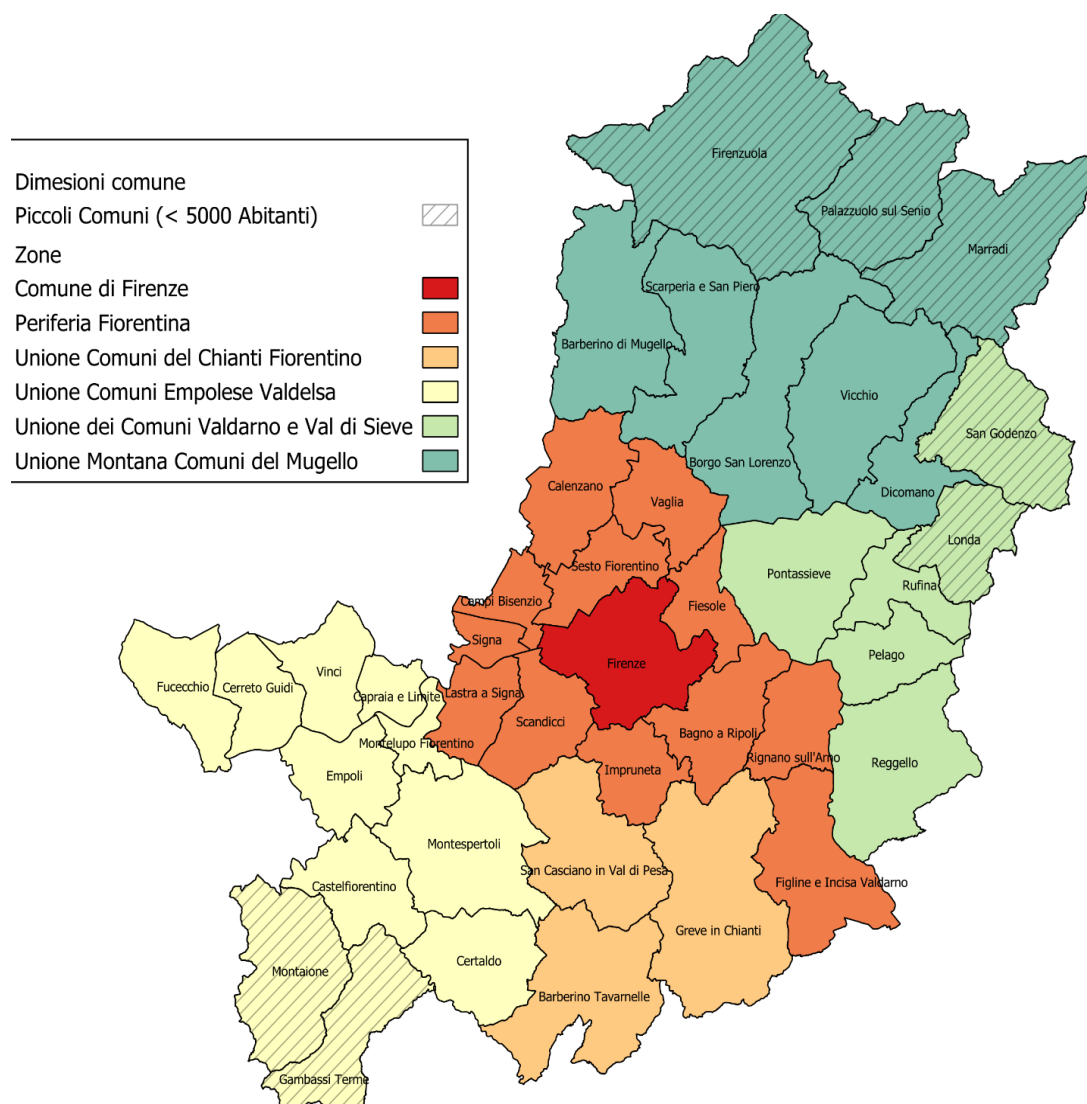 Dimesioni comune
Piccoli Comuni (< 5000 Abitanti)
Zone
Comune di Firenze
Periferia Fiorentina
Unione Comuni del Chianti Fiorentino
Unione Comuni Empolese Valdelsa
Unione dei Comuni Valdarno e Val di Sieve
Unione Montana Comuni del Mugello
Firenzuola
Palazzuolo sul Senio
Marradi
Scarperia e San Piero
Barberino di Mugello
Vicchio
San Godenzo
Borgo San Lorenzo
Calenzano
Dicomano
Vaglia
Londa
Sesto Fiorentino
Pontassieve
Rufina
Campi Bisenzio
Fiesole
Signa
Pelago
Firenze
Vinci
Fucecchio
Cerreto Guidi
Capraia e Limite
Lastra a Signa
Scandicci
Bagno a Ripoli
Montelupo Fiorentino
Rignano sull'Arno
Reggello
Impruneta
Empoli
Montespertoli
San Casciano in Val di Pesa
Figline e Incisa Valdarno
Castelfiorentino
Greve in Chianti
Certaldo
Montaione
Barberino Tavarnelle
Gambassi Terme